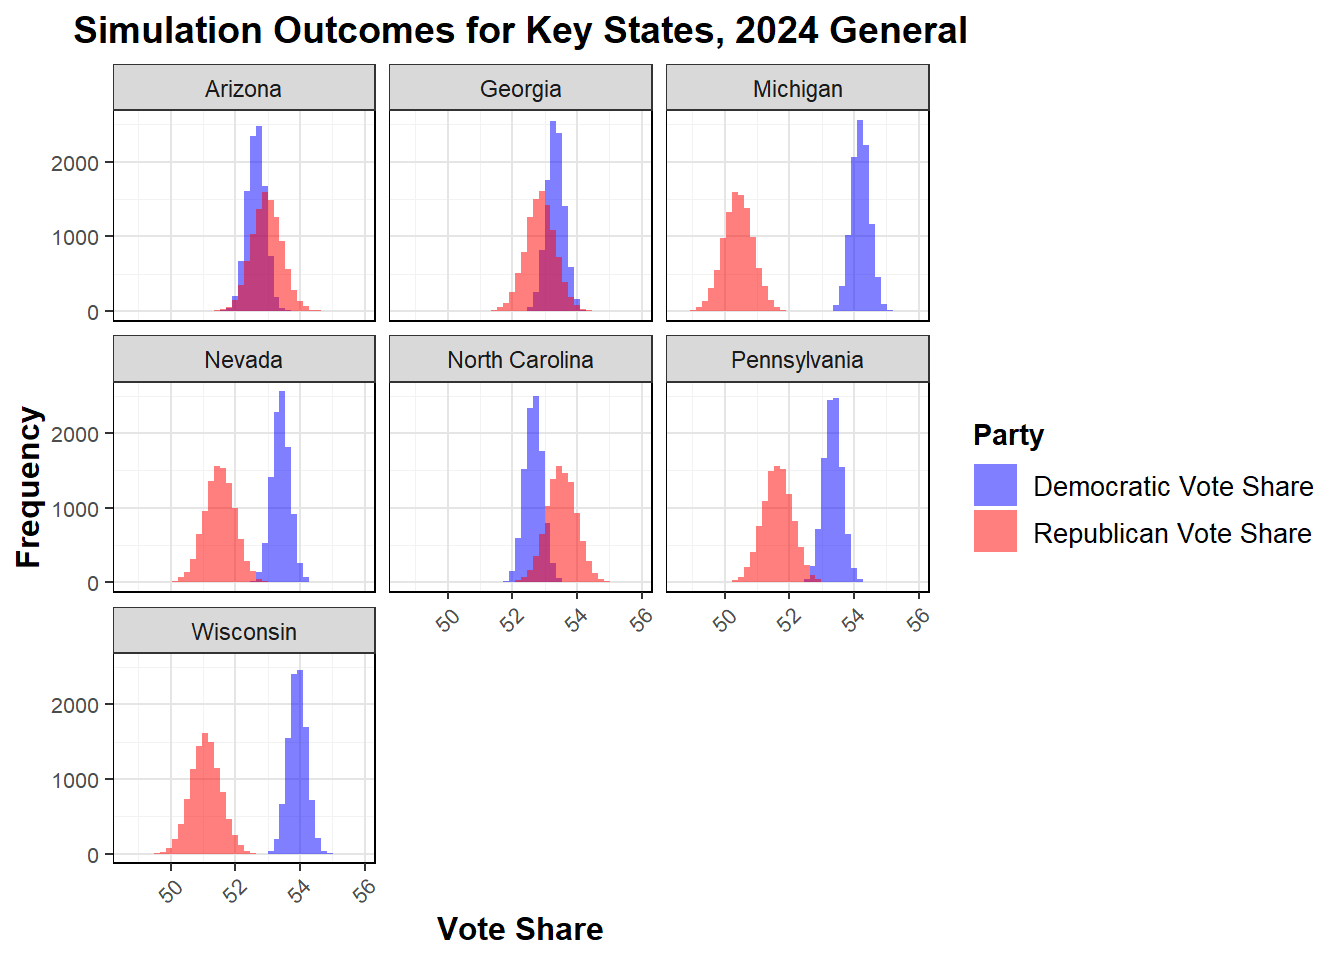 Simulation Outcomes for Key States, 2024 General
Arizona
Georgia
Michigan
2000
1000
0
Nevada
North Carolina
Pennsylvania
2000
1000
0
50 52 54 56
50 52 54 56
Wisconsin
2000
1000
0
50 52 54 56
Vote Share
Frequency
Party
Democratic Vote Share
Republican Vote Share